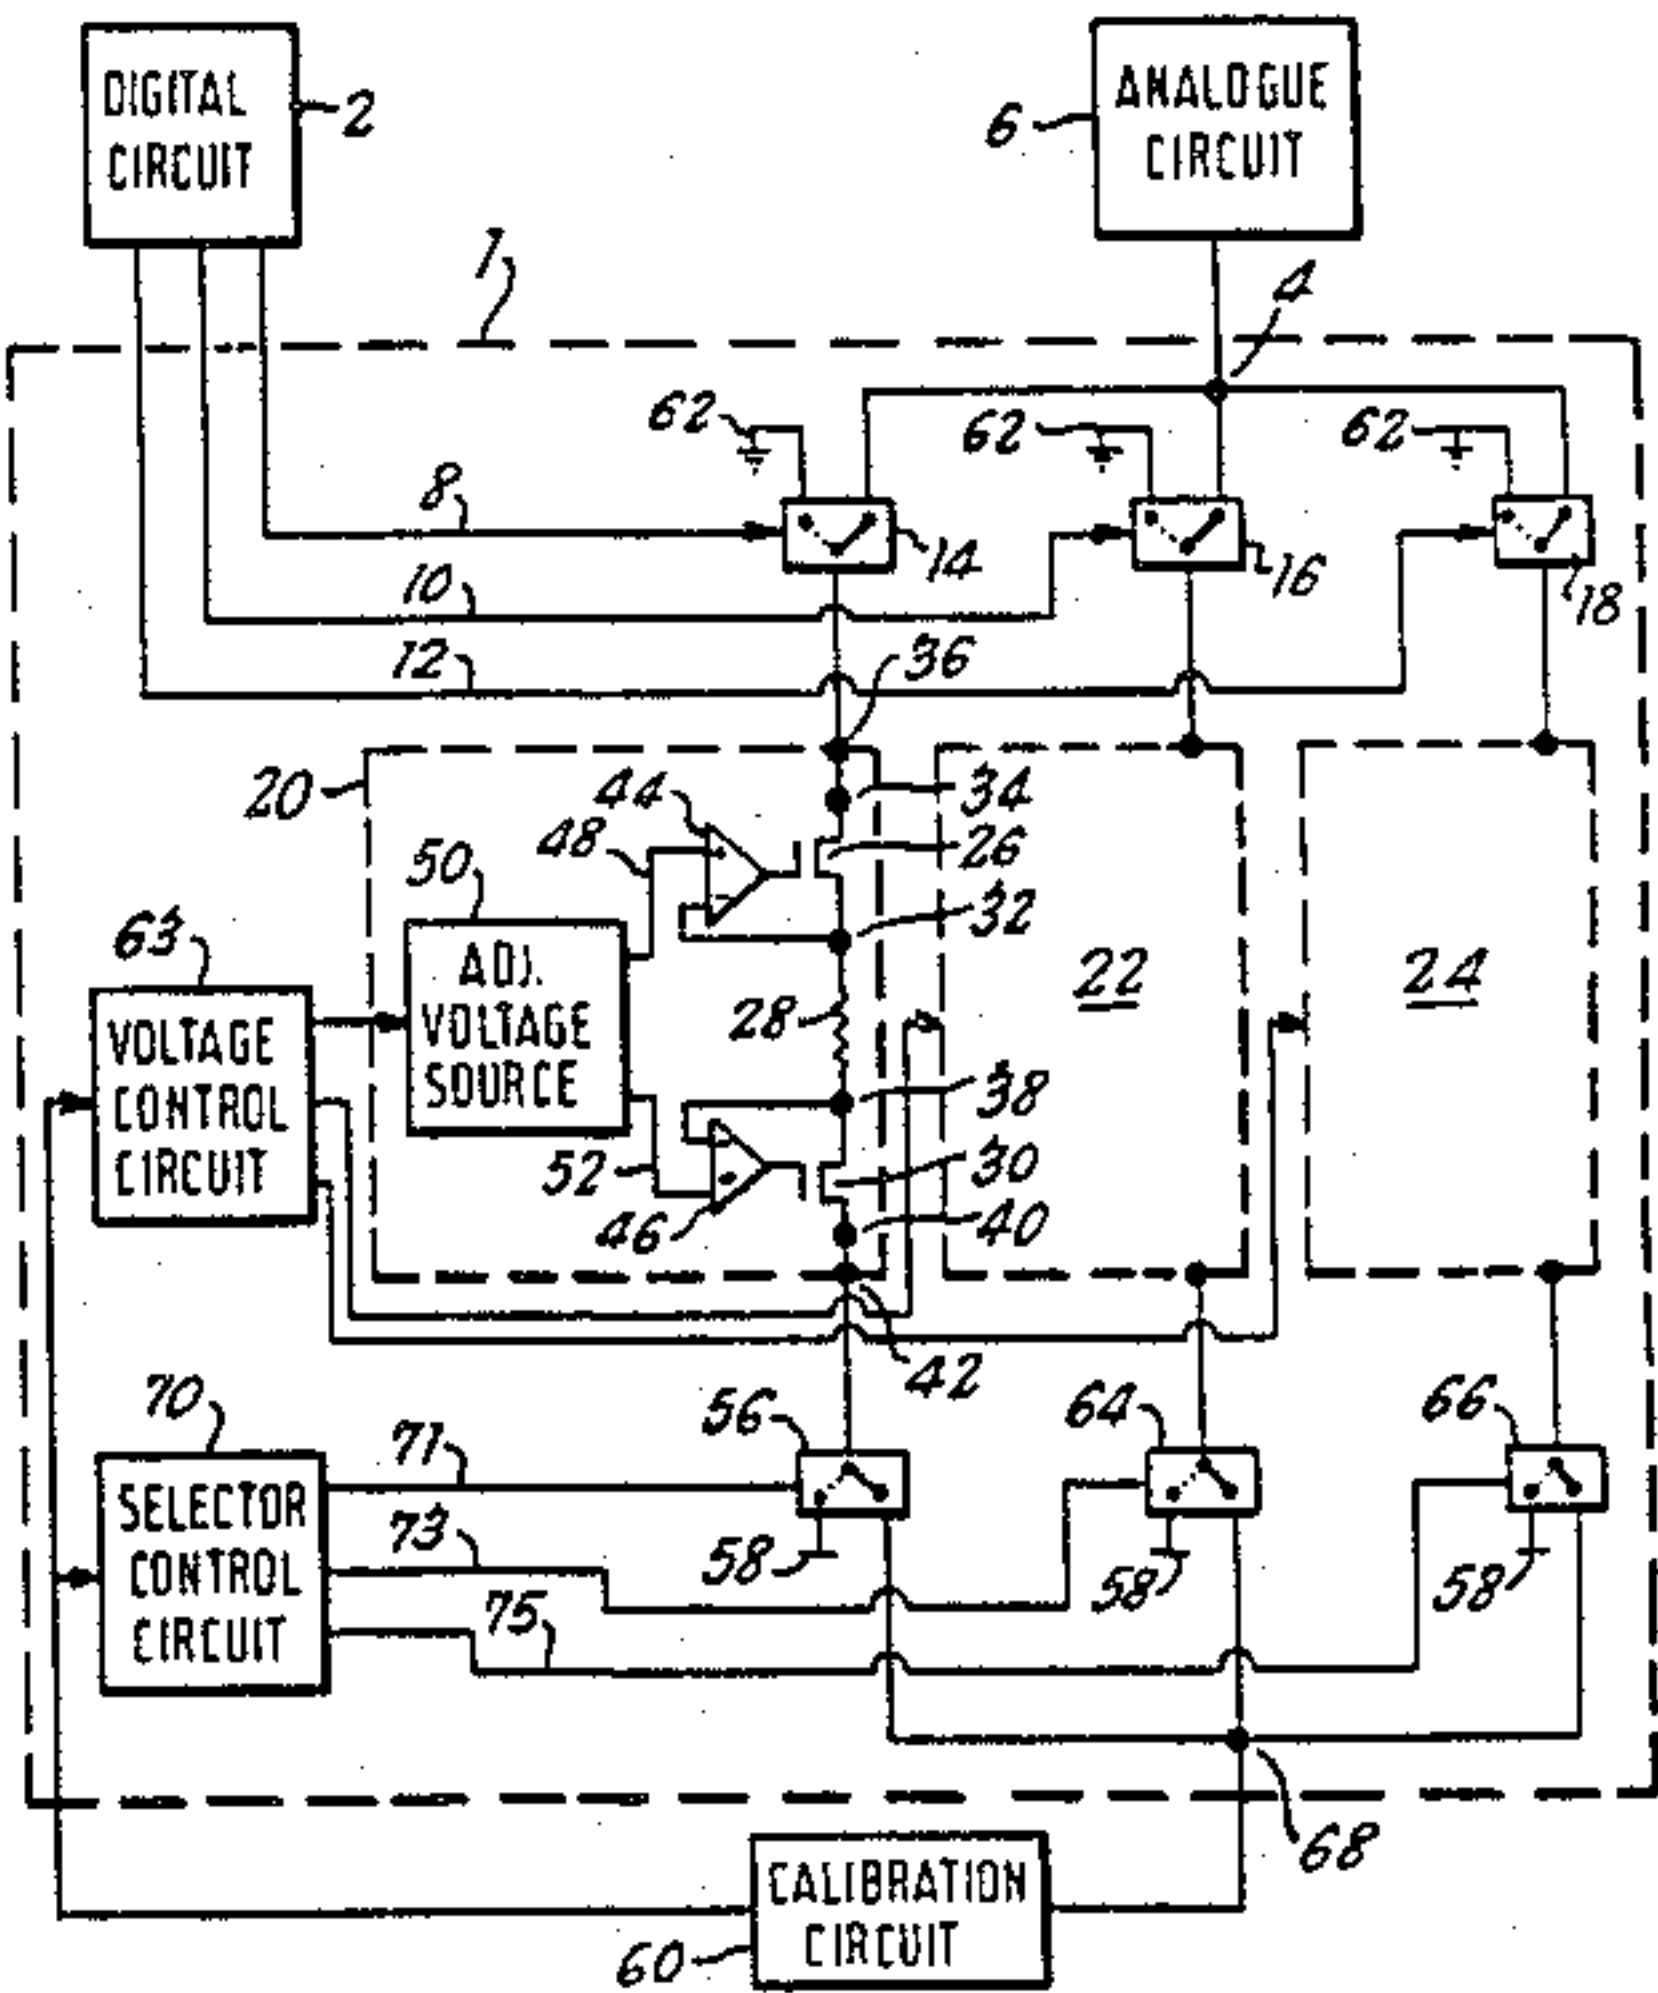 DIGITAL
CIRCUIT
2
ANALOGUE
CIRCUIT
6
1
4
62
62
62
8
14
16
18
10
12
36
20
44
34
48
26
50
32
63
ADJ.
VOLTAGE
SOURCE
28
22
24
VOLTAGE
CONTROL
CIRCUIT
38
52
30
46
40
42
70
71
56
64
66
SELECTOR
CONTROL
CIRCUIT
73
58
58
58
75
68
CALIBRATION
CIRCUIT
60